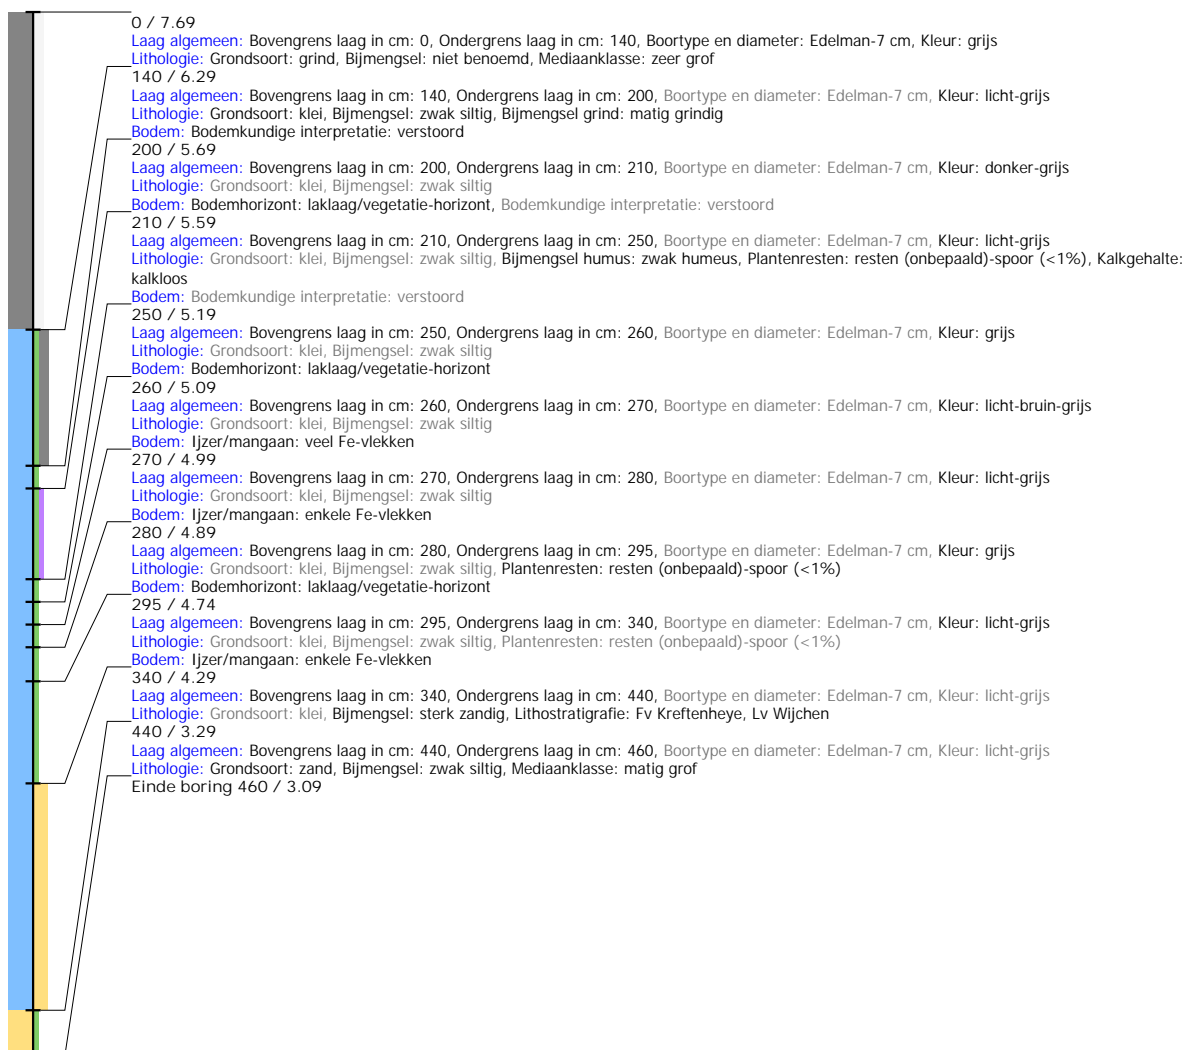 0 / 7.69
Laag algemeen: Bovengrens laag in cm: 0, Ondergrens laag in cm: 140, Boortype en diameter: Edelman-7 cm, Kleur: grijs
Lithologie: Grondsoort: grind, Bijmengsel: niet benoemd, Mediaanklasse: zeer grof
140 / 6.29
Laag algemeen: Bovengrens laag in cm: 140, Ondergrens laag in cm: 200, Boortype en diameter: Edelman-7 cm, Kleur: licht-grijs
Lithologie: Grondsoort: klei, Bijmengsel: zwak siltig, Bijmengsel grind: matig grindig
Bodem: Bodemkundige interpretatie: verstoord
200 / 5.69
Laag algemeen: Bovengrens laag in cm: 200, Ondergrens laag in cm: 210, Boortype en diameter: Edelman-7 cm, Kleur: donker-grijs
Lithologie: Grondsoort: klei, Bijmengsel: zwak siltig
Bodem: Bodemhorizont: laklaag/vegetatie-horizont, Bodemkundige interpretatie: verstoord
210 / 5.59
Laag algemeen: Bovengrens laag in cm: 210, Ondergrens laag in cm: 250, Boortype en diameter: Edelman-7 cm, Kleur: licht-grijs
Lithologie: Grondsoort: klei, Bijmengsel: zwak siltig, Bijmengsel humus: zwak humeus, Plantenresten: resten (onbepaald)-spoor (<1%), Kalkgehalte:
kalkloos
Bodem: Bodemkundige interpretatie: verstoord
250 / 5.19
Laag algemeen: Bovengrens laag in cm: 250, Ondergrens laag in cm: 260, Boortype en diameter: Edelman-7 cm, Kleur: grijs
Lithologie: Grondsoort: klei, Bijmengsel: zwak siltig
Bodem: Bodemhorizont: laklaag/vegetatie-horizont
260 / 5.09
Laag algemeen: Bovengrens laag in cm: 260, Ondergrens laag in cm: 270, Boortype en diameter: Edelman-7 cm, Kleur: licht-bruin-grijs
Lithologie: Grondsoort: klei, Bijmengsel: zwak siltig
Bodem: Ijzer/mangaan: veel Fe-vlekken
270 / 4.99
Laag algemeen: Bovengrens laag in cm: 270, Ondergrens laag in cm: 280, Boortype en diameter: Edelman-7 cm, Kleur: licht-grijs
Lithologie: Grondsoort: klei, Bijmengsel: zwak siltig
Bodem: Ijzer/mangaan: enkele Fe-vlekken
280 / 4.89
Laag algemeen: Bovengrens laag in cm: 280, Ondergrens laag in cm: 295, Boortype en diameter: Edelman-7 cm, Kleur: grijs
Lithologie: Grondsoort: klei, Bijmengsel: zwak siltig, Plantenresten: resten (onbepaald)-spoor (<1%)
Bodem: Bodemhorizont: laklaag/vegetatie-horizont
295 / 4.74
Laag algemeen: Bovengrens laag in cm: 295, Ondergrens laag in cm: 340, Boortype en diameter: Edelman-7 cm, Kleur: licht-grijs
Lithologie: Grondsoort: klei, Bijmengsel: zwak siltig, Plantenresten: resten (onbepaald)-spoor (<1%)
Bodem: Ijzer/mangaan: enkele Fe-vlekken
340 / 4.29
Laag algemeen: Bovengrens laag in cm: 340, Ondergrens laag in cm: 440, Boortype en diameter: Edelman-7 cm, Kleur: licht-grijs
Lithologie: Grondsoort: klei, Bijmengsel: sterk zandig, Lithostratigrafie: Fv Kreftenheye, Lv Wijchen
440 / 3.29
Laag algemeen: Bovengrens laag in cm: 440, Ondergrens laag in cm: 460, Boortype en diameter: Edelman-7 cm, Kleur: licht-grijs
Lithologie: Grondsoort: zand, Bijmengsel: zwak siltig, Mediaanklasse: matig grof
Einde boring 460 / 3.09